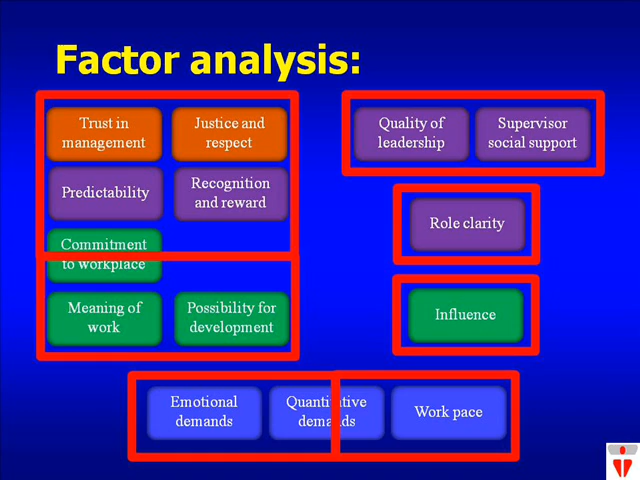 Factor analysis:
Trust in
management
Justice and
respect
Predictability
Recognition
and reward
Commitment
to workplace
Meaning of
work
Possibility for
development
Quality of
leadership
Supervisor
social support
Role clarity
Influence
Emotional
demands
Quantitative
demands
Work pace